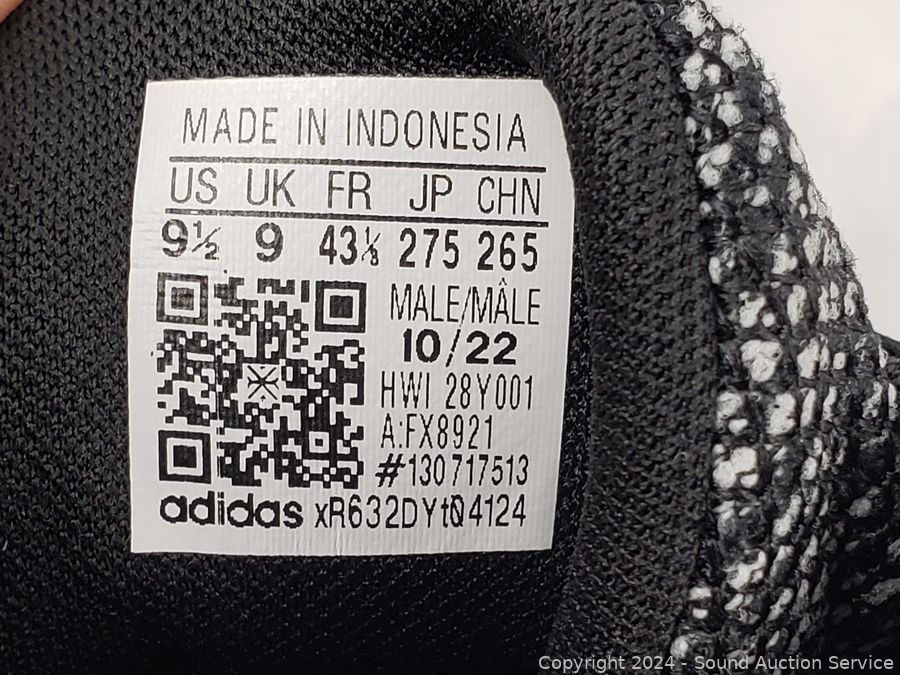 MADE IN INDONESIA
US UK FR JP CHN
9½ 9 43⅓ 275 265
MALE/MÂLE
10/22
HWI 28Y001
A:FX8921
#130717513
adidas xR632DYtQ4124
Copyright 2024 - Sound Auction Service